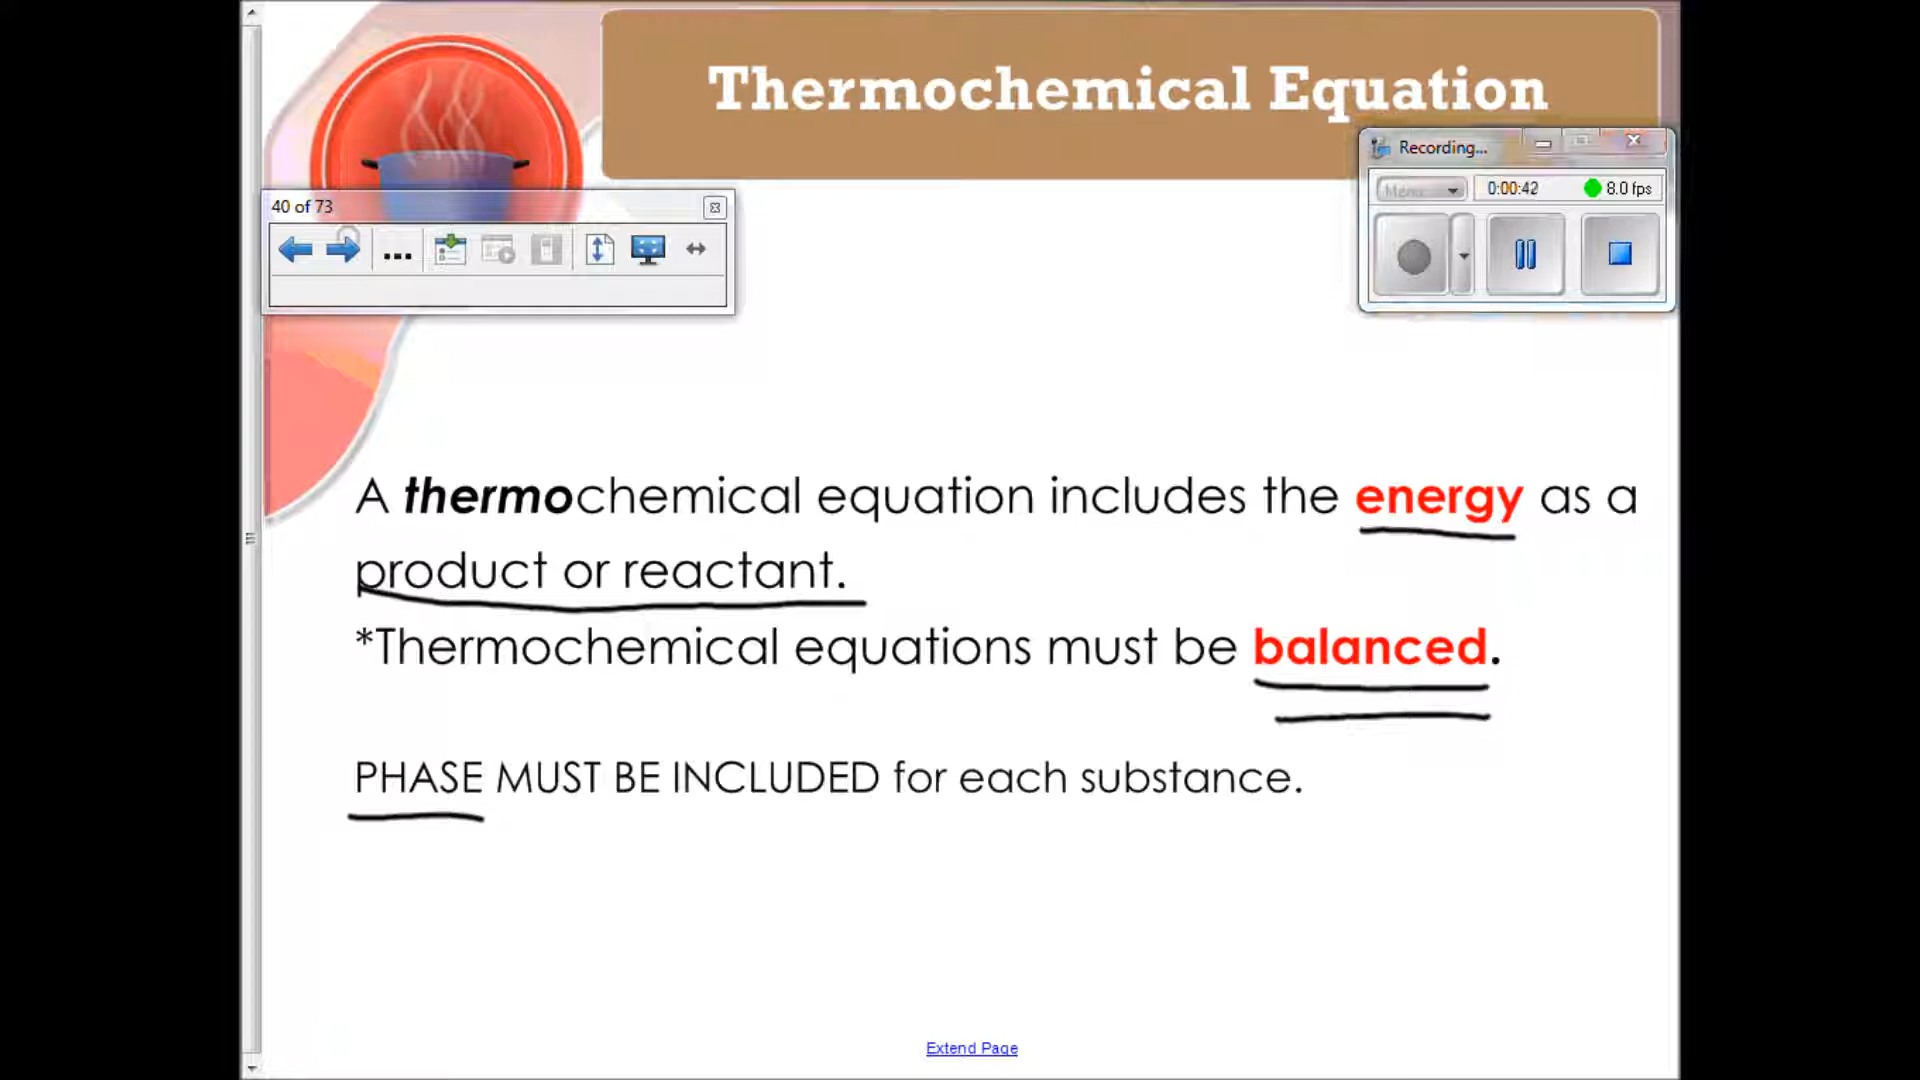 Thermochemical Equation
Recording...
Menu
0:00:42
8.0 fps
40 of 73
...
A thermochemical equation includes the energy as a
product or reactant.
*Thermochemical equations must be balanced.
PHASE MUST BE INCLUDED for each substance.
Extend Page